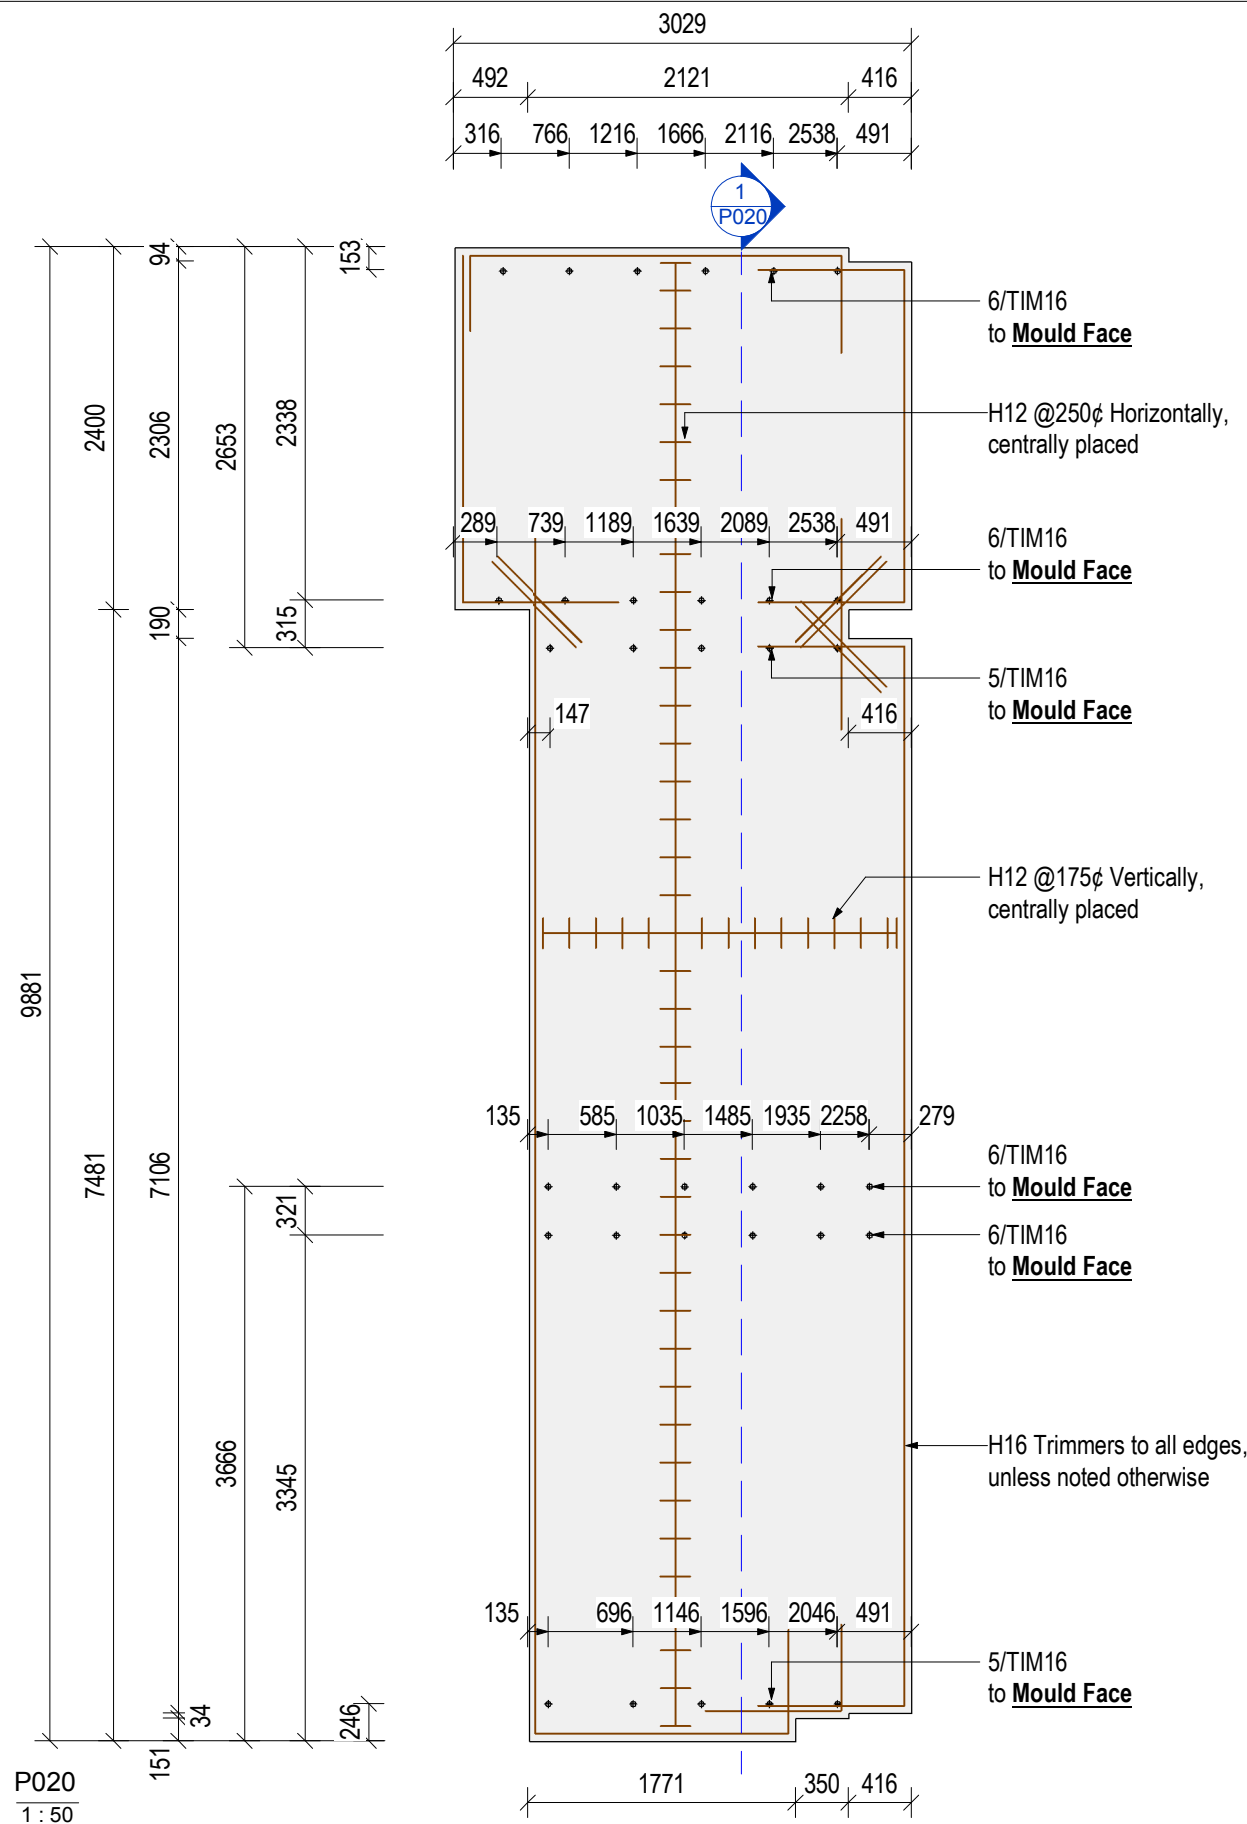 3029
492 2121 416
316 766 1216 1666 2116 2538 491
1
P020
94
153
6/TIM16
to Mould Face
2400
2306
2653
2338
H12 @250¢ Horizontally,
centrally placed
289 739 1189 1639 2089 2538 491
6/TIM16
to Mould Face
190
315
5/TIM16
to Mould Face
147
416
H12 @175¢ Vertically,
centrally placed
9881
7481
7106
135 585 1035 1485 1935 2258 279
6/TIM16
to Mould Face
321
6/TIM16
to Mould Face
3666
3345
H16 Trimmers to all edges,
unless noted otherwise
135 696 1146 1596 2046 491
5/TIM16
to Mould Face
34
246
151
1771 350 416
P020
1 : 50